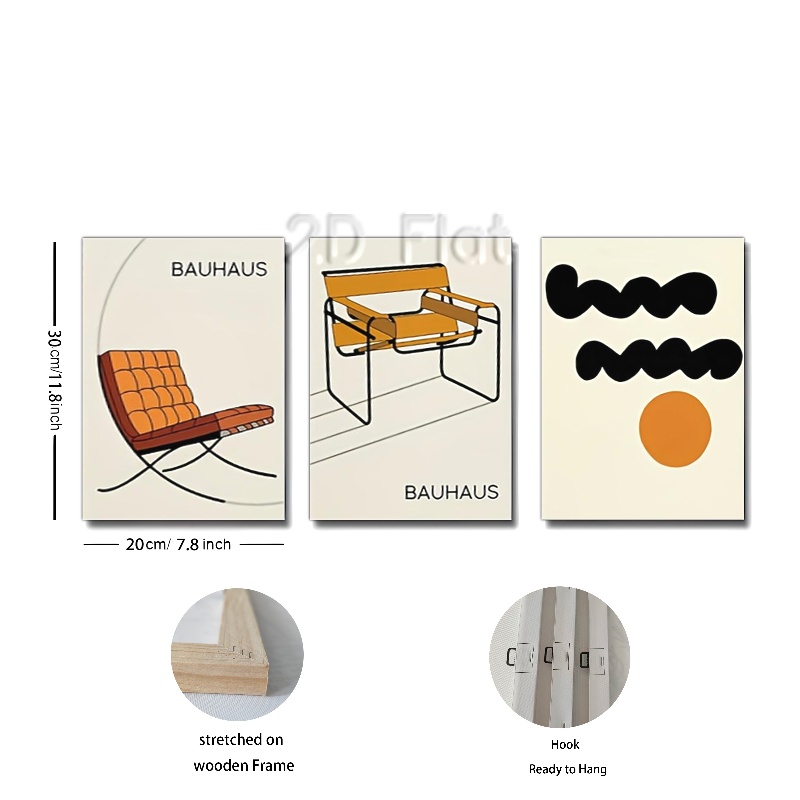 2D Flat
BAUHAUS
BAUHAUS
30cm/11.8inch
20cm/ 7.8 inch
stretched on
wooden Frame
Hook
Ready to Hang